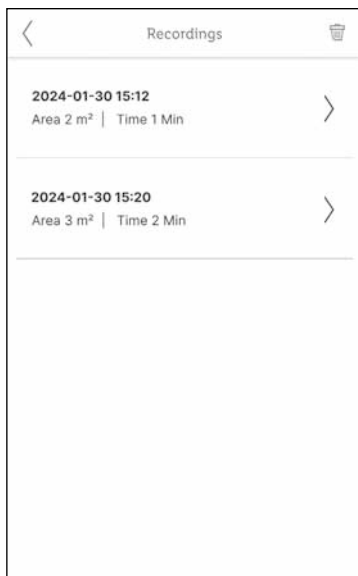 Recordings
2024-01-30 15:12
Area 2 m² | Time 1 Min
2024-01-30 15:20
Area 3 m² | Time 2 Min